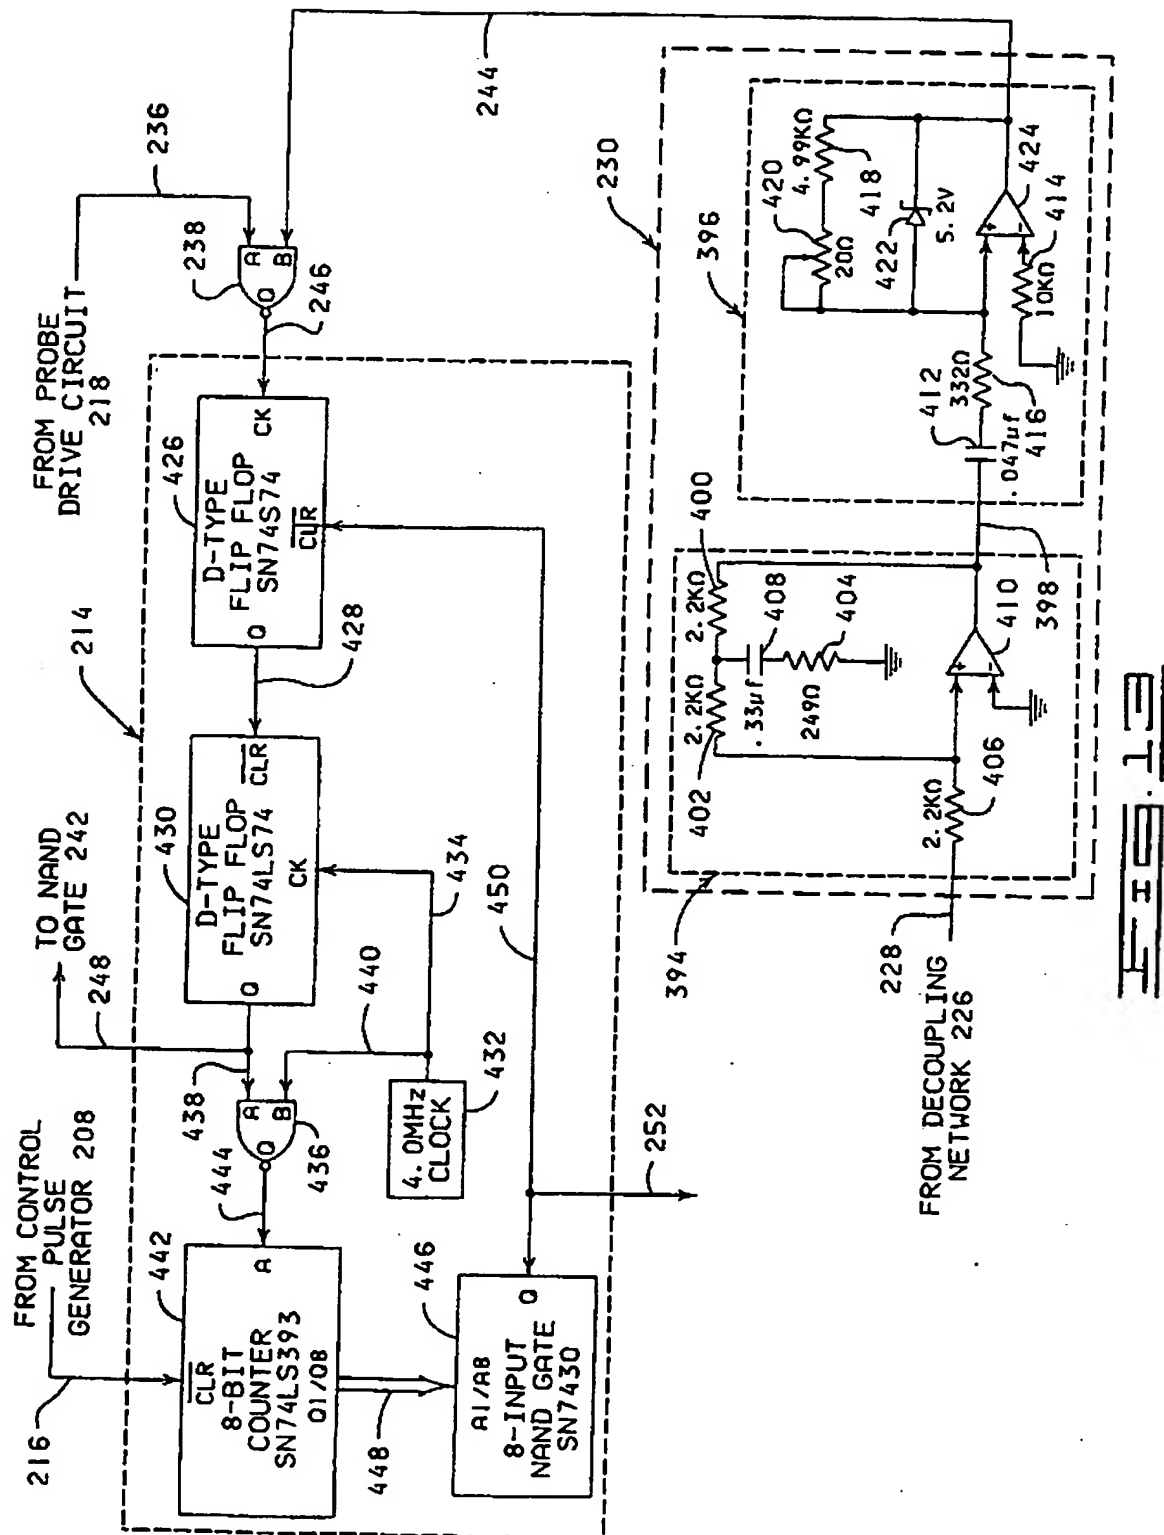 FROM CONTROL
PULSE
GENERATOR 208
216
442
CLR
8-BIT
COUNTER
SN74LS393
Q1/Q8
A
448
A1/A8
8-INPUT
NAND GATE
SN7430
Q
446
444
436
A
B
Q
438
248
TO NAND
GATE 242
430
D-TYPE
FLIP FLOP
SN74LS74
Q
CLR
CK
440
434
4.0MHz
CLOCK
432
450
252
214
428
426
D-TYPE
FLIP FLOP
SN74S74
Q
CK
CLR
FROM PROBE
DRIVE CIRCUIT
218
236
238
A
B
Q
246
244
230
FROM DECOUPLING
NETWORK 226
228
394
2.2KΩ
406
402
2.2KΩ
2.2KΩ
400
.33µf
408
249Ω
404
+
-
410
398
396
412
.047µf
332Ω
416
420
20Ω
4.99KΩ
418
422
5.2V
+
-
424
414
10KΩ
FIG. 13